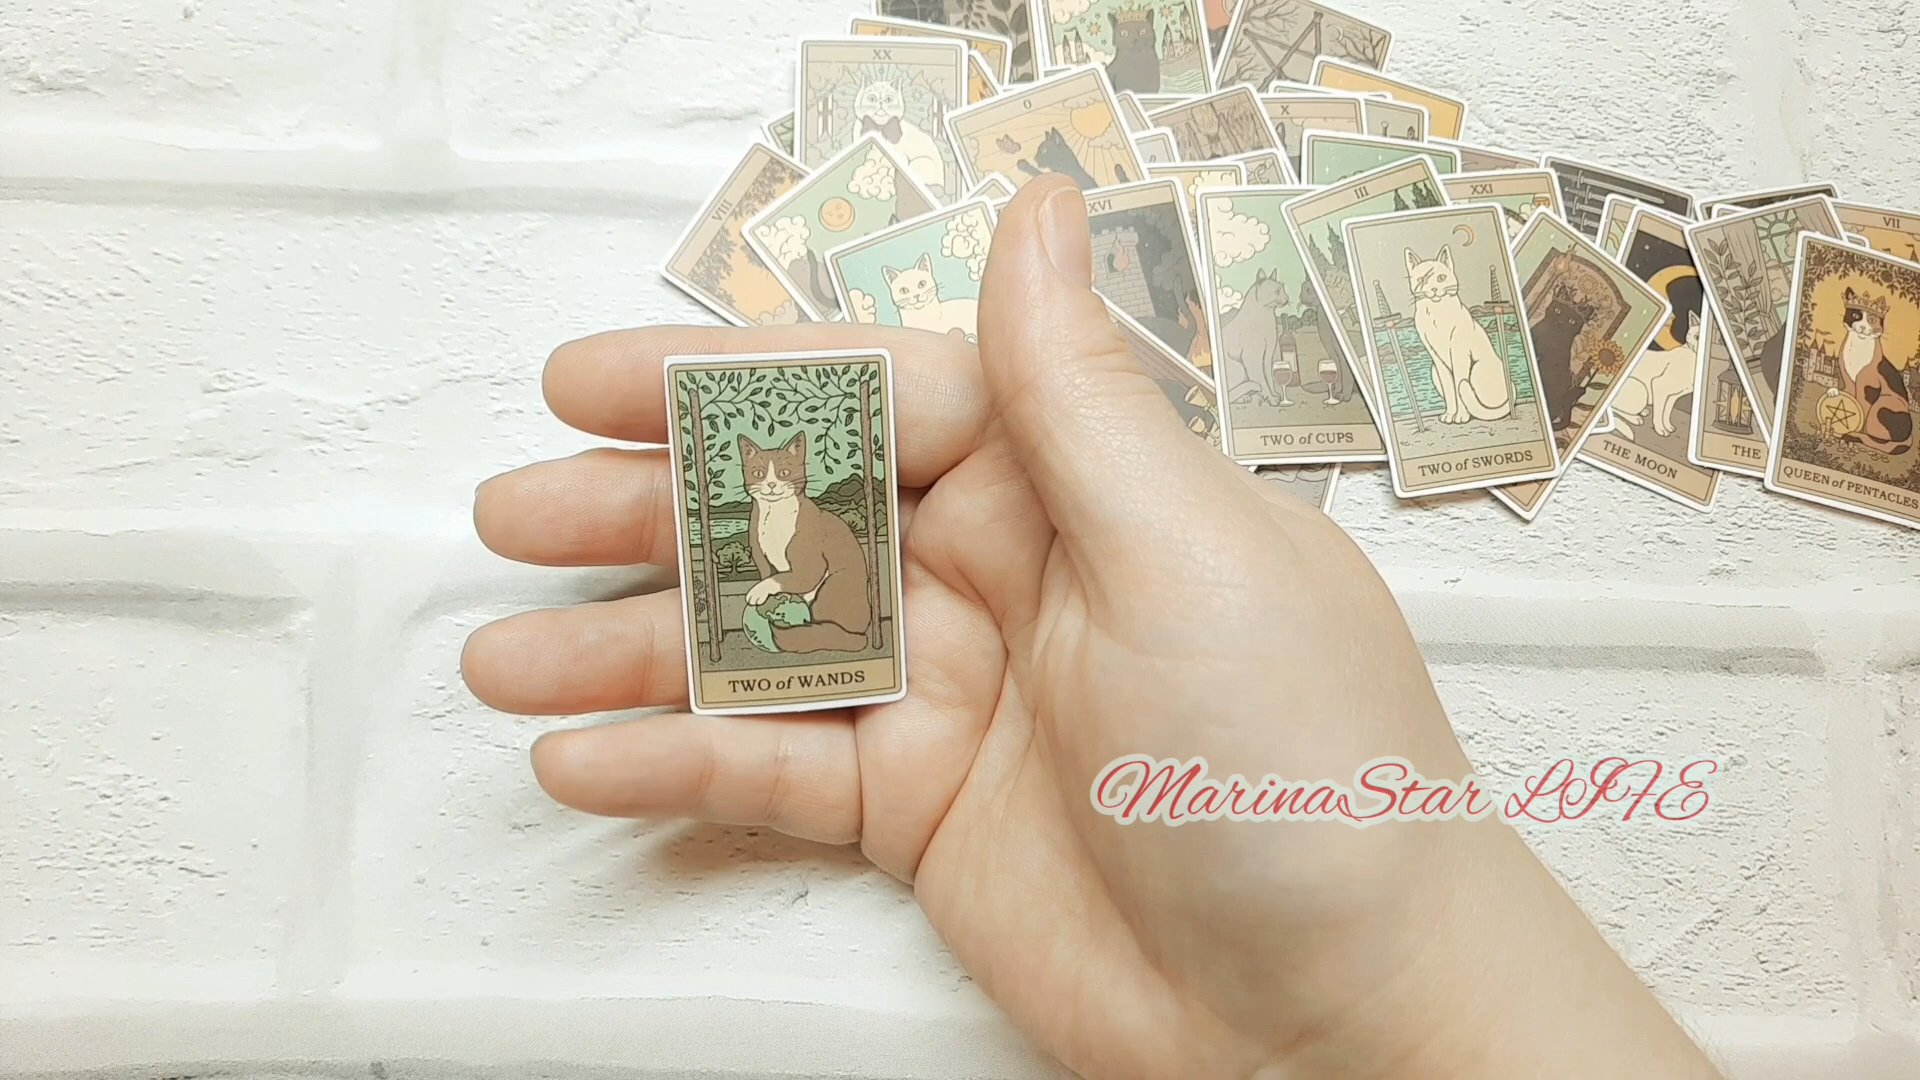 XX
0
X
VIII
XVI
III
XXI
VII
TWO of CUPS
TWO of SWORDS
THE MOON
THE
QUEEN of PENTACLES
TWO of WANDS
MarinaStar LIFE